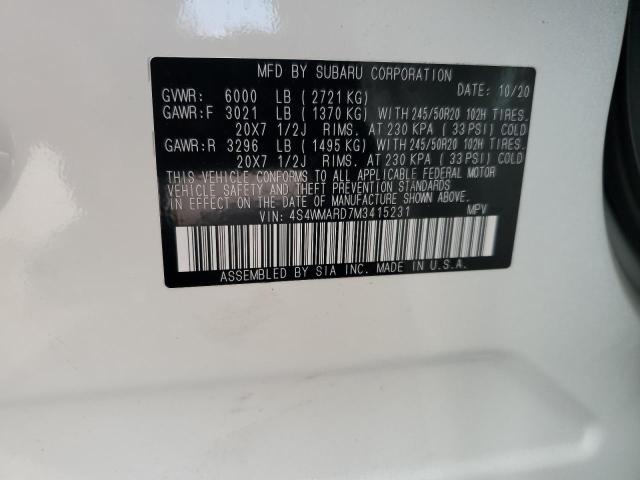 MFD BY SUBARU CORPORATION
DATE: 10/20
GVWR: 6000 LB (2721 KG)
GAWR:F 3021 LB (1370 KG) WITH 245/50R20 102H TIRES.
20X7 1/2J RIMS. AT 230 KPA (33 PSI) COLD
GAWR:R 3296 LB (1495 KG) WITH 245/50R20 102H TIRES.
20X7 1/2J RIMS. AT 230 KPA (33 PSI) COLD
THIS VEHICLE CONFORMS TO ALL APPLICABLE FEDERAL MOTOR
VEHICLE SAFETY AND THEFT PREVENTION STANDARDS
IN EFFECT ON THE DATE OF MANUFACTURE SHOWN ABOVE.
VIN: 4S4WMARD7M3415231 MPV
ASSEMBLED BY SIA INC. MADE IN U.S.A.